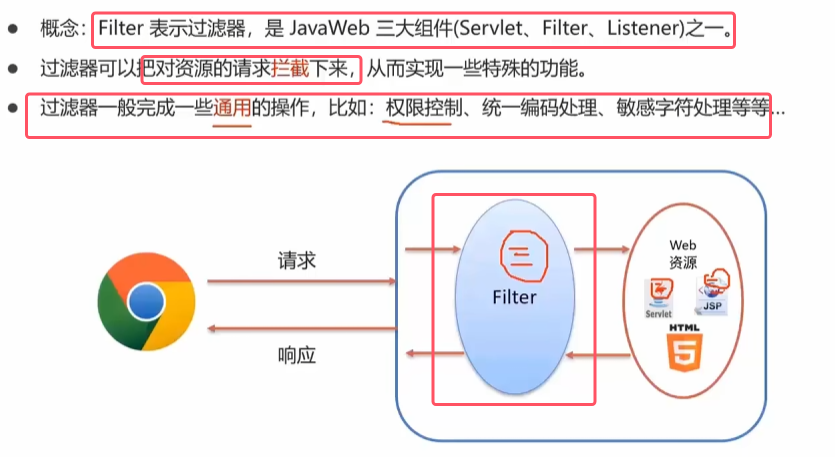 概念：Filter 表示过滤器，是 JavaWeb 三大组件(Servlet、Filter、Listener)之一。
过滤器可以把对资源的请求拦截下来，从而实现一些特殊的功能。
过滤器一般完成一些通用的操作，比如：权限控制、统一编码处理、敏感字符处理等等...
请求
响应
Filter
Web
资源
Servlet
JSP
HTML
5